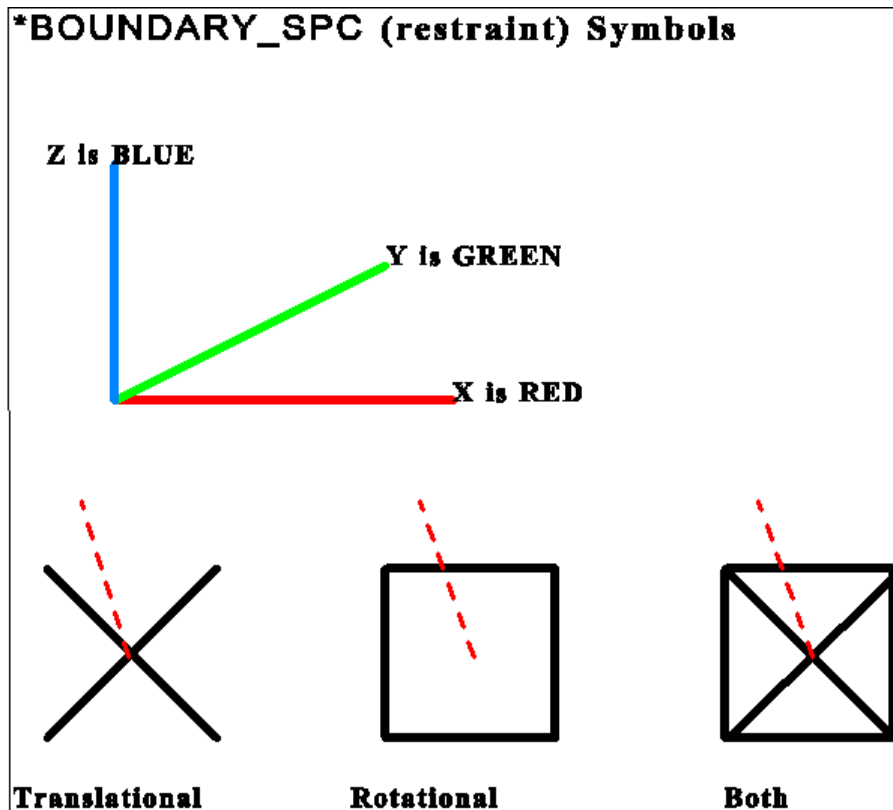 *BOUNDARY_SPC (restraint) Symbols
Z is BLUE
Y is GREEN
X is RED
Translational Rotational Both